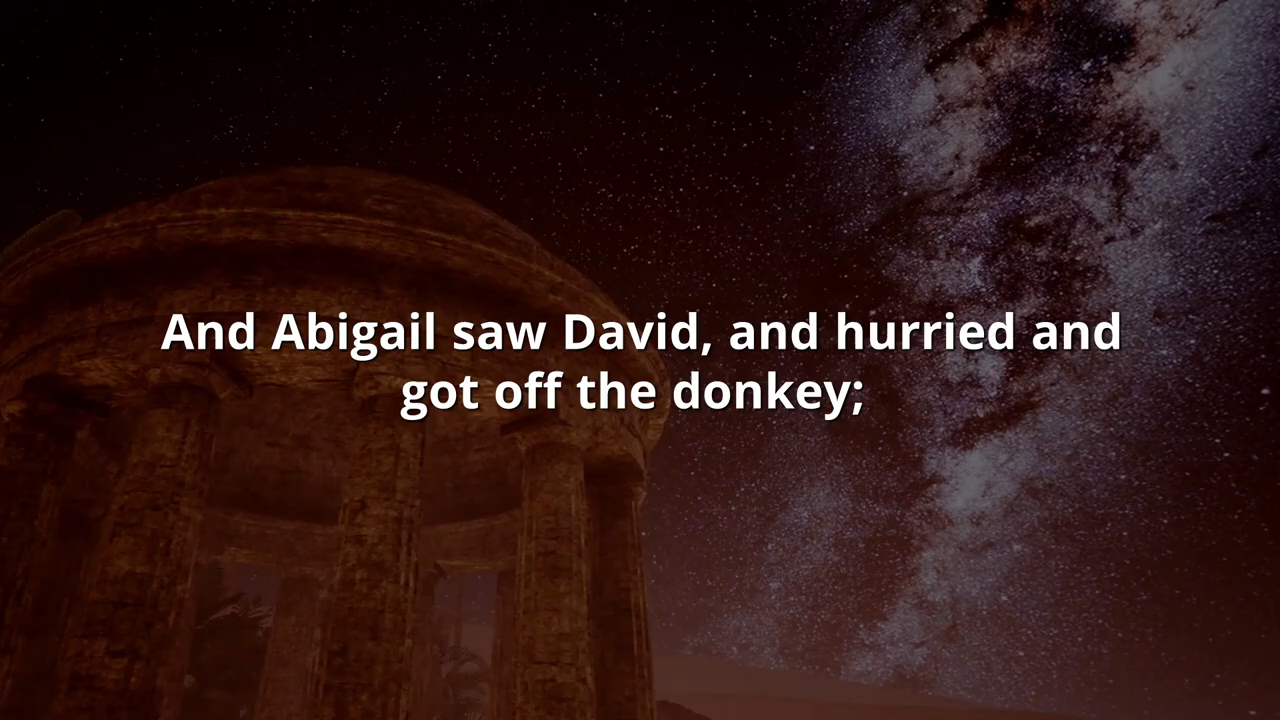 And Abigail saw David, and hurried and
got off the donkey;